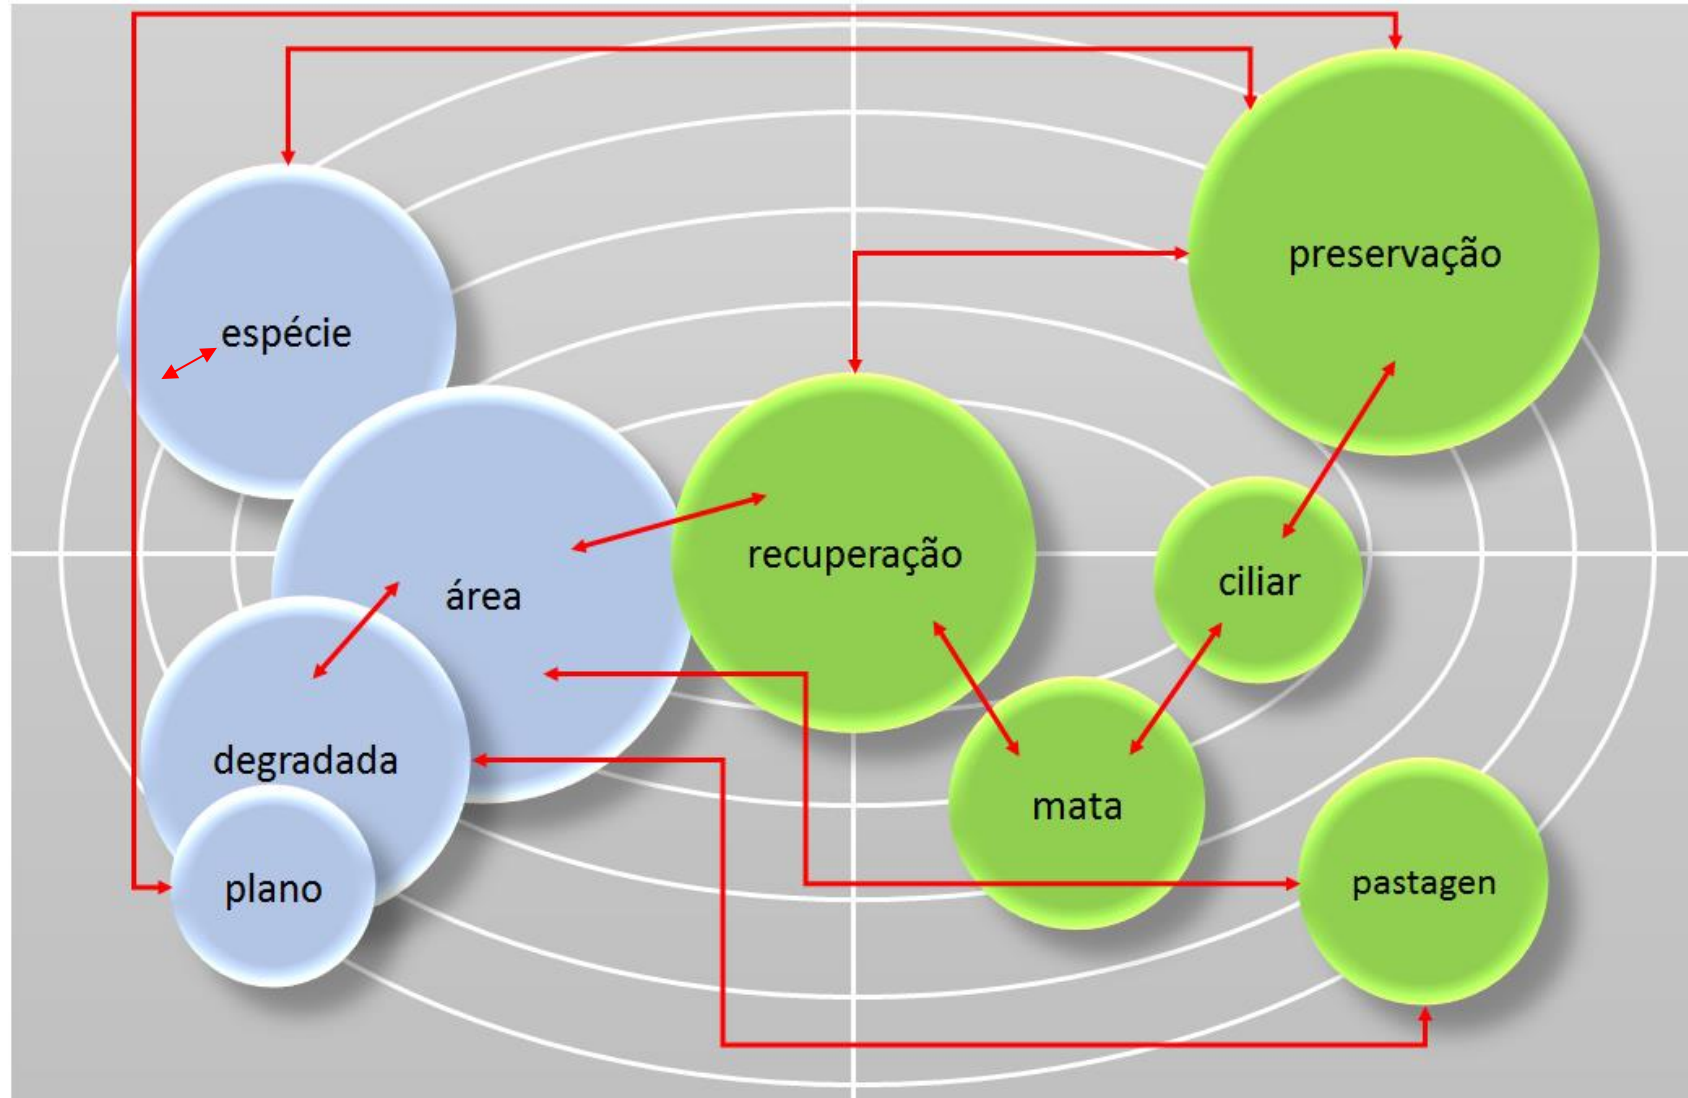 preservação
espécie
recuperação
ciliar
área
degradada
mata
plano
pastagen